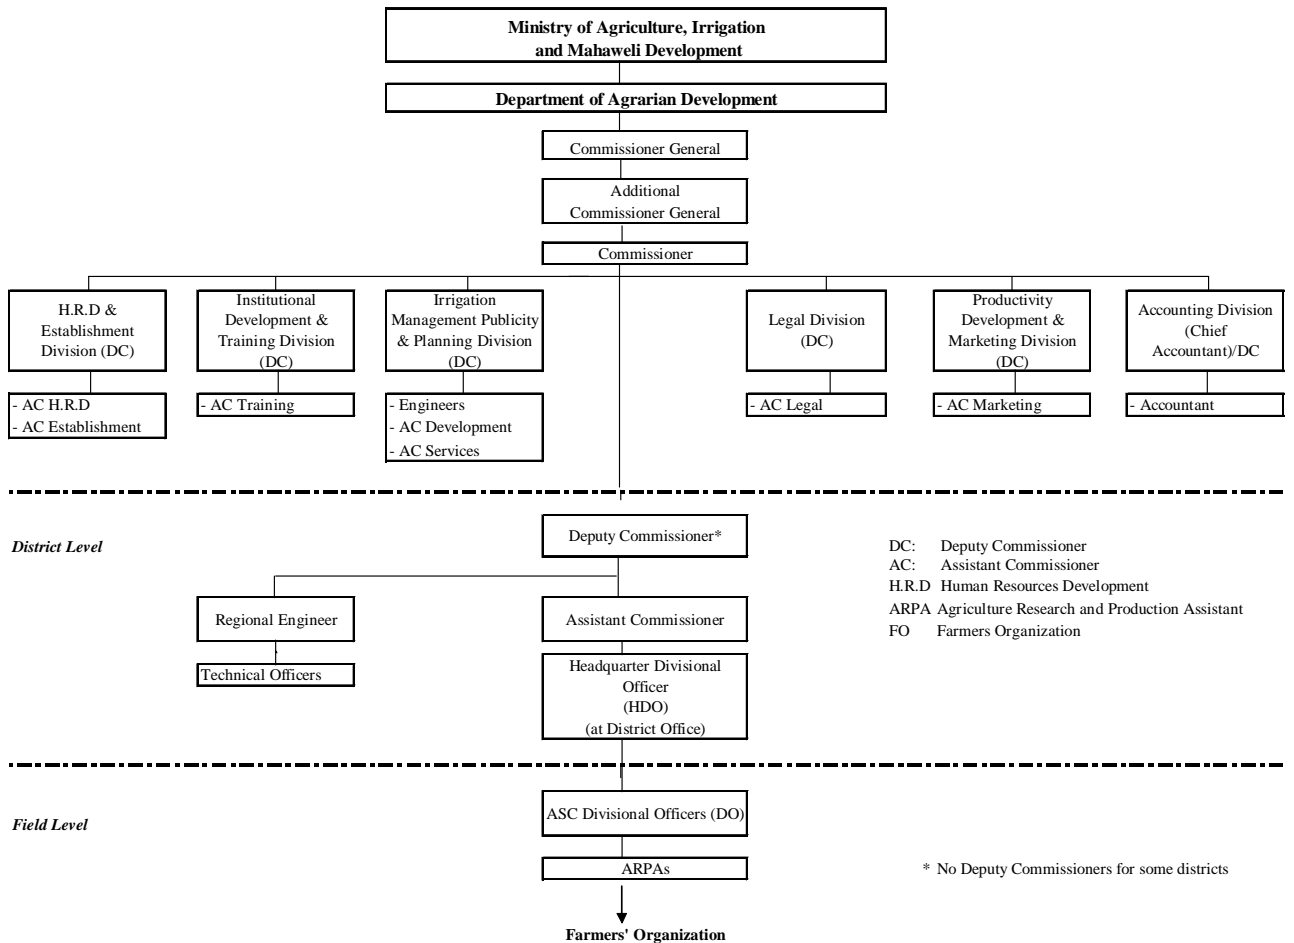 Ministry of Agriculture, Irrigation
and Mahaweli Development
Department of Agrarian Development
Commissioner General
Additional
Commissioner General
Commissioner
H.R.D &
Establishment
Division (DC)
Institutional
Development &
Training Division
(DC)
Irrigation
Management Publicity
& Planning Division
(DC)
Legal Division
(DC)
Productivity
Development &
Marketing Division
(DC)
Accounting Division
(Chief
Accountant)/DC
- AC H.R.D
- AC Establishment
- AC Training
- Engineers
- AC Development
- AC Services
- AC Legal
- AC Marketing
- Accountant
District Level
Deputy Commissioner*
Regional Engineer
Technical Officers
Assistant Commissioner
Headquarter Divisional
Officer
(HDO)
(at District Office)
DC: Deputy Commissioner
AC: Assistant Commissioner
H.R.D Human Resources Development
ARPA Agriculture Research and Production Assistant
FO Farmers Organization
Field Level
ASC Divisional Officers (DO)
ARPAs
* No Deputy Commissioners for some districts
Farmers' Organization